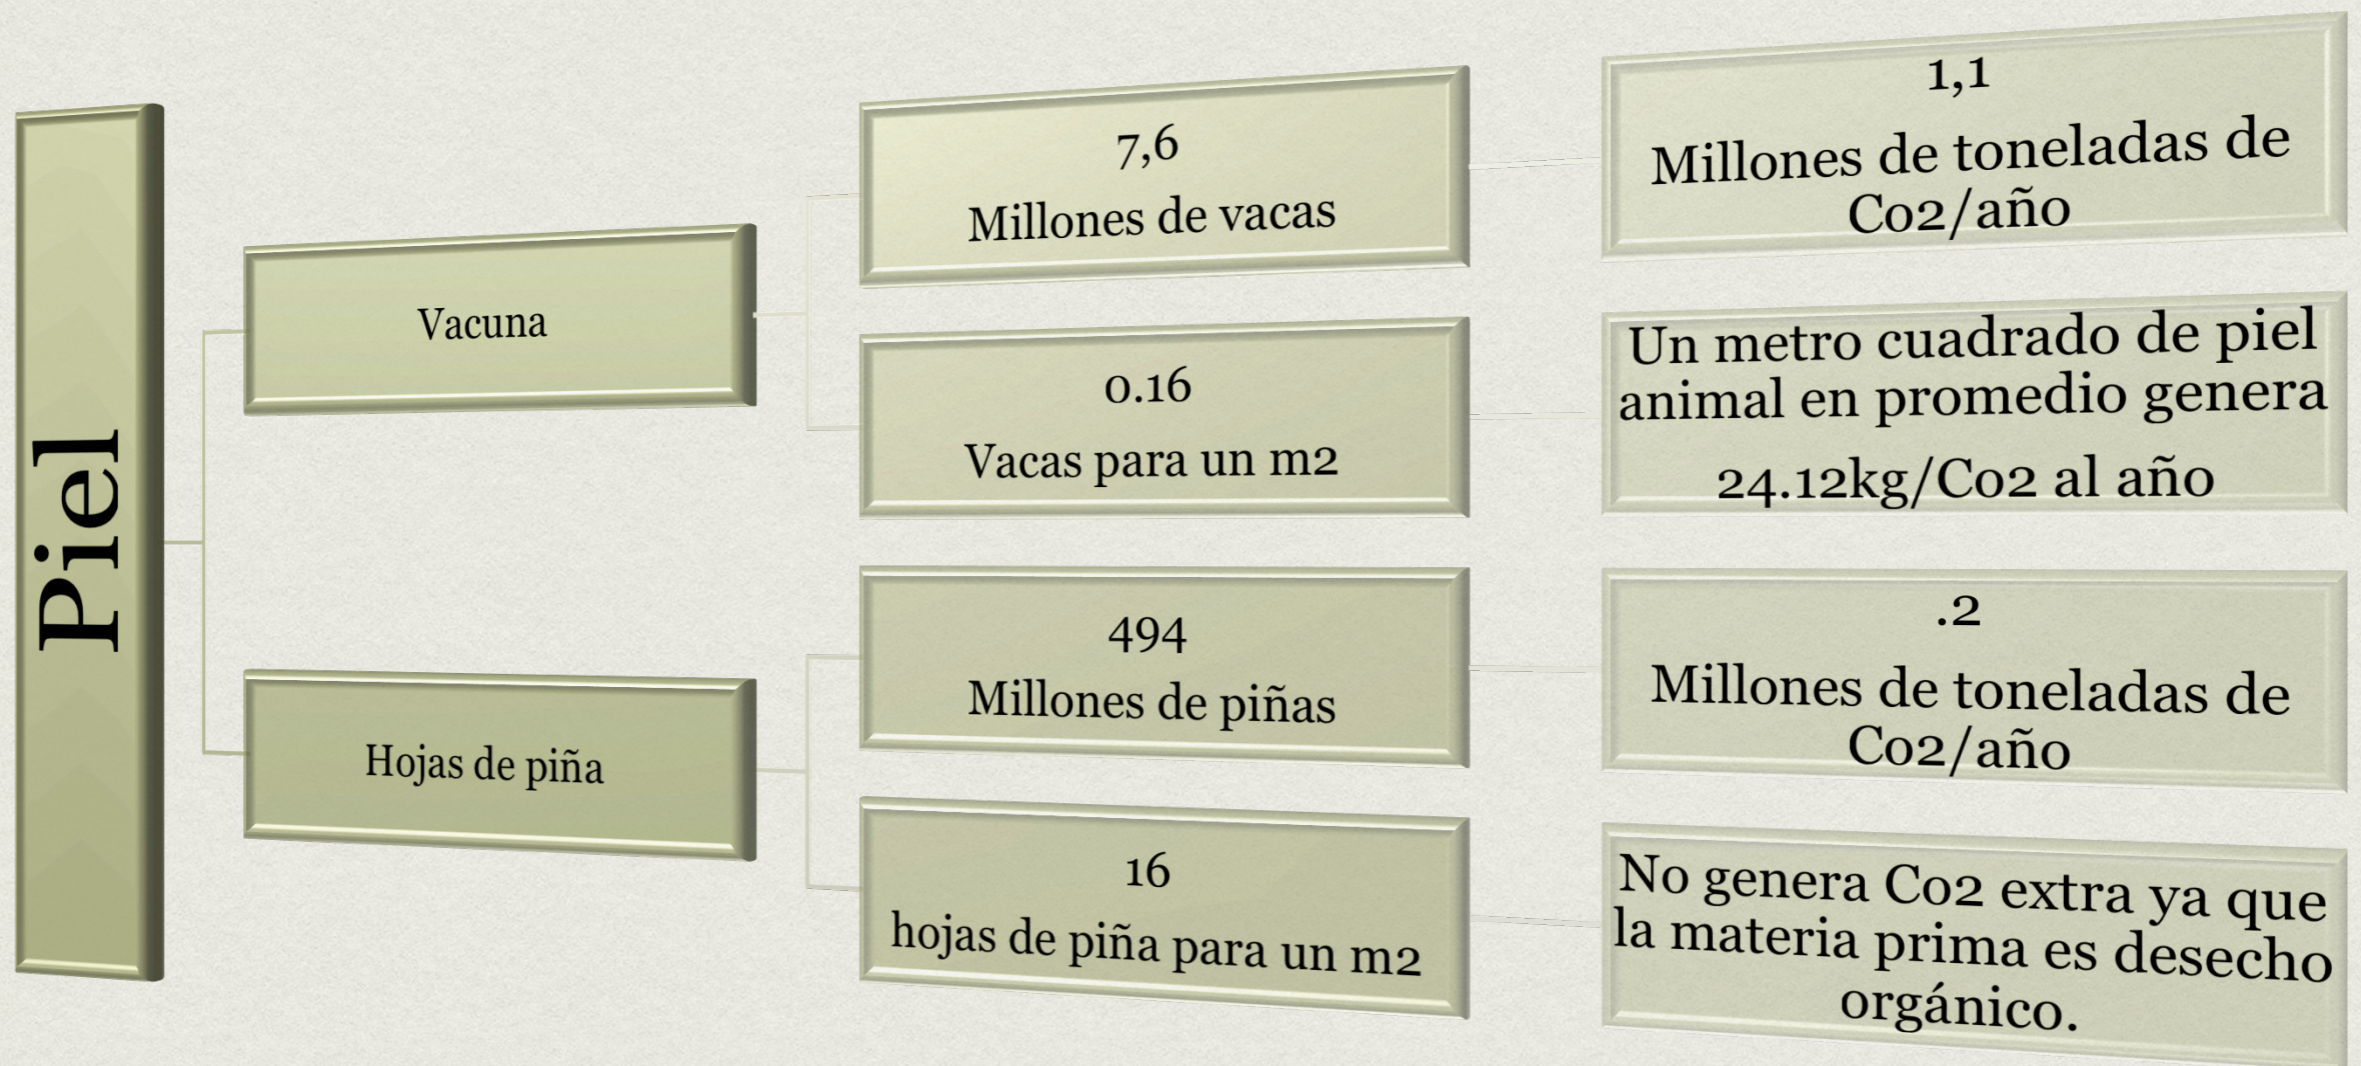 Piel
Vacuna
7,6
Millones de vacas
1,1
Millones de toneladas de
Co2/año
0.16
Vacas para un m2
Un metro cuadrado de piel
animal en promedio genera
24.12kg/Co2 al año
Hojas de piña
494
Millones de piñas
.2
Millones de toneladas de
Co2/año
16
hojas de piña para un m2
No genera Co2 extra ya que
la materia prima es desecho
orgánico.